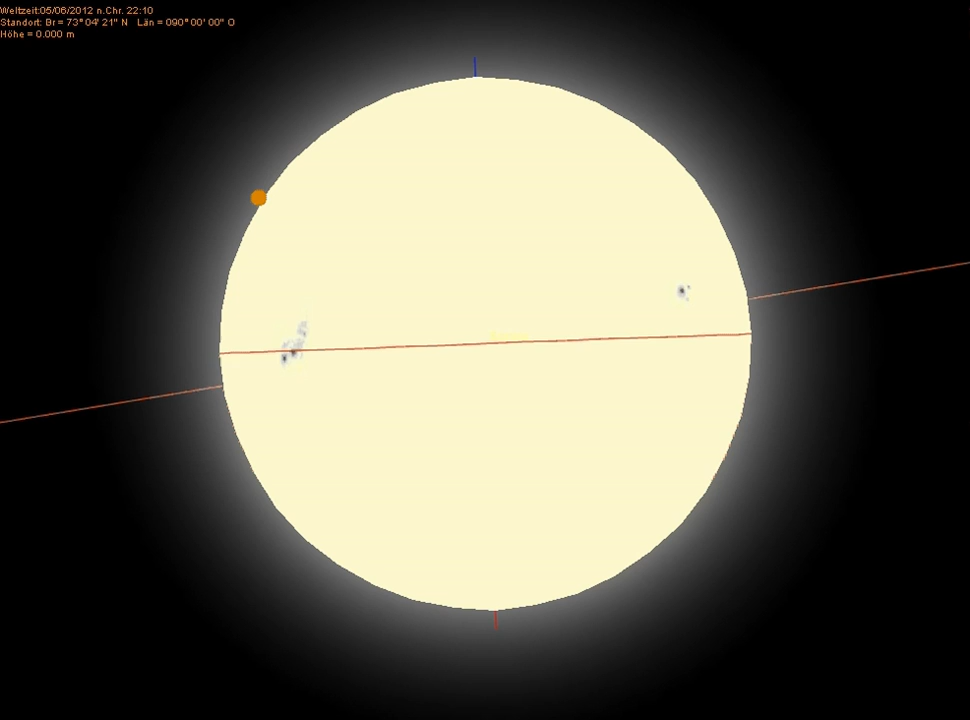 Weltzeit:05/06/2012 n.Chr. 22:10
Standort: Br = 73° 04' 21" N Län = 090° 00' 00" O
Höhe = 0.000 m